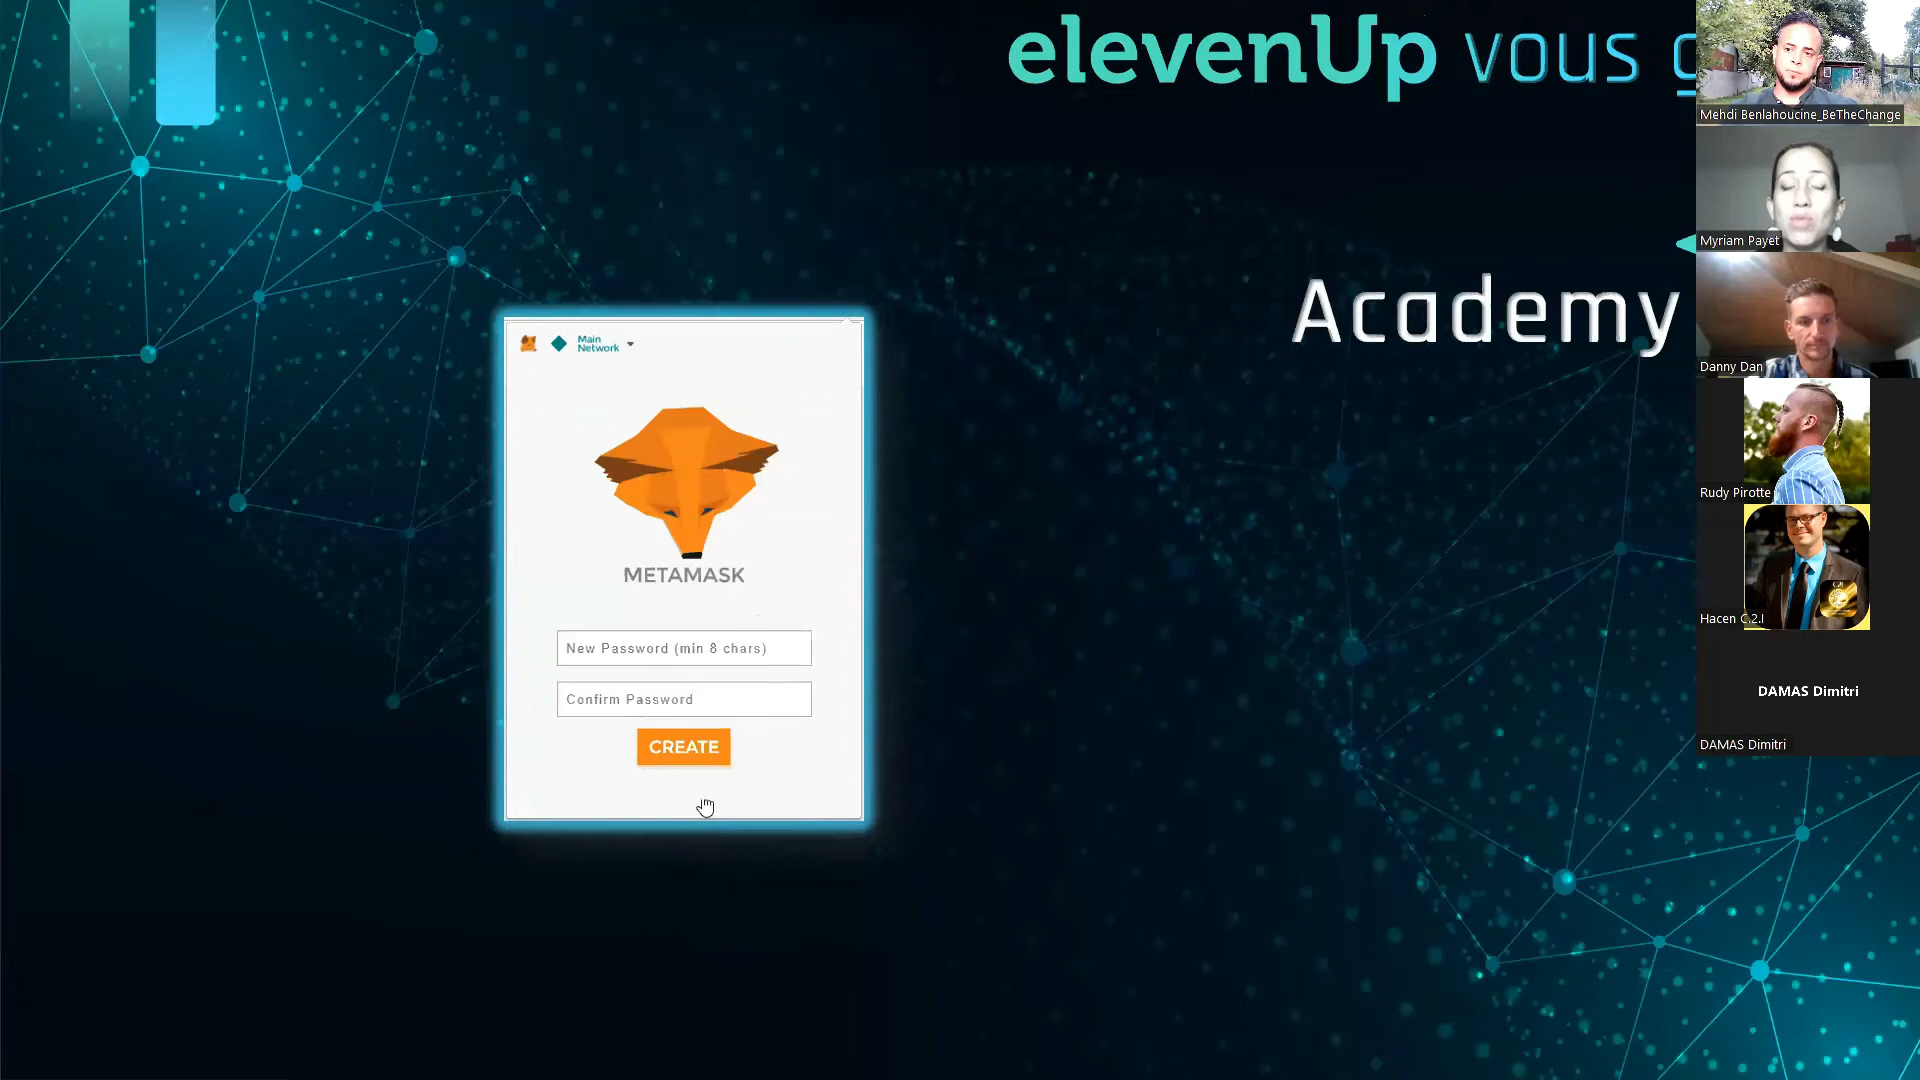 elevenUp vous
Academy
Main
Network
METAMASK
New Password (min 8 chars)
Confirm Password
CREATE
Mehdi Benlahoucine_BeTheChange
Myriam Payet
Danny Dan
Rudy Pirotte
Hacen C.2.I
DAMAS Dimitri
DAMAS Dimitri